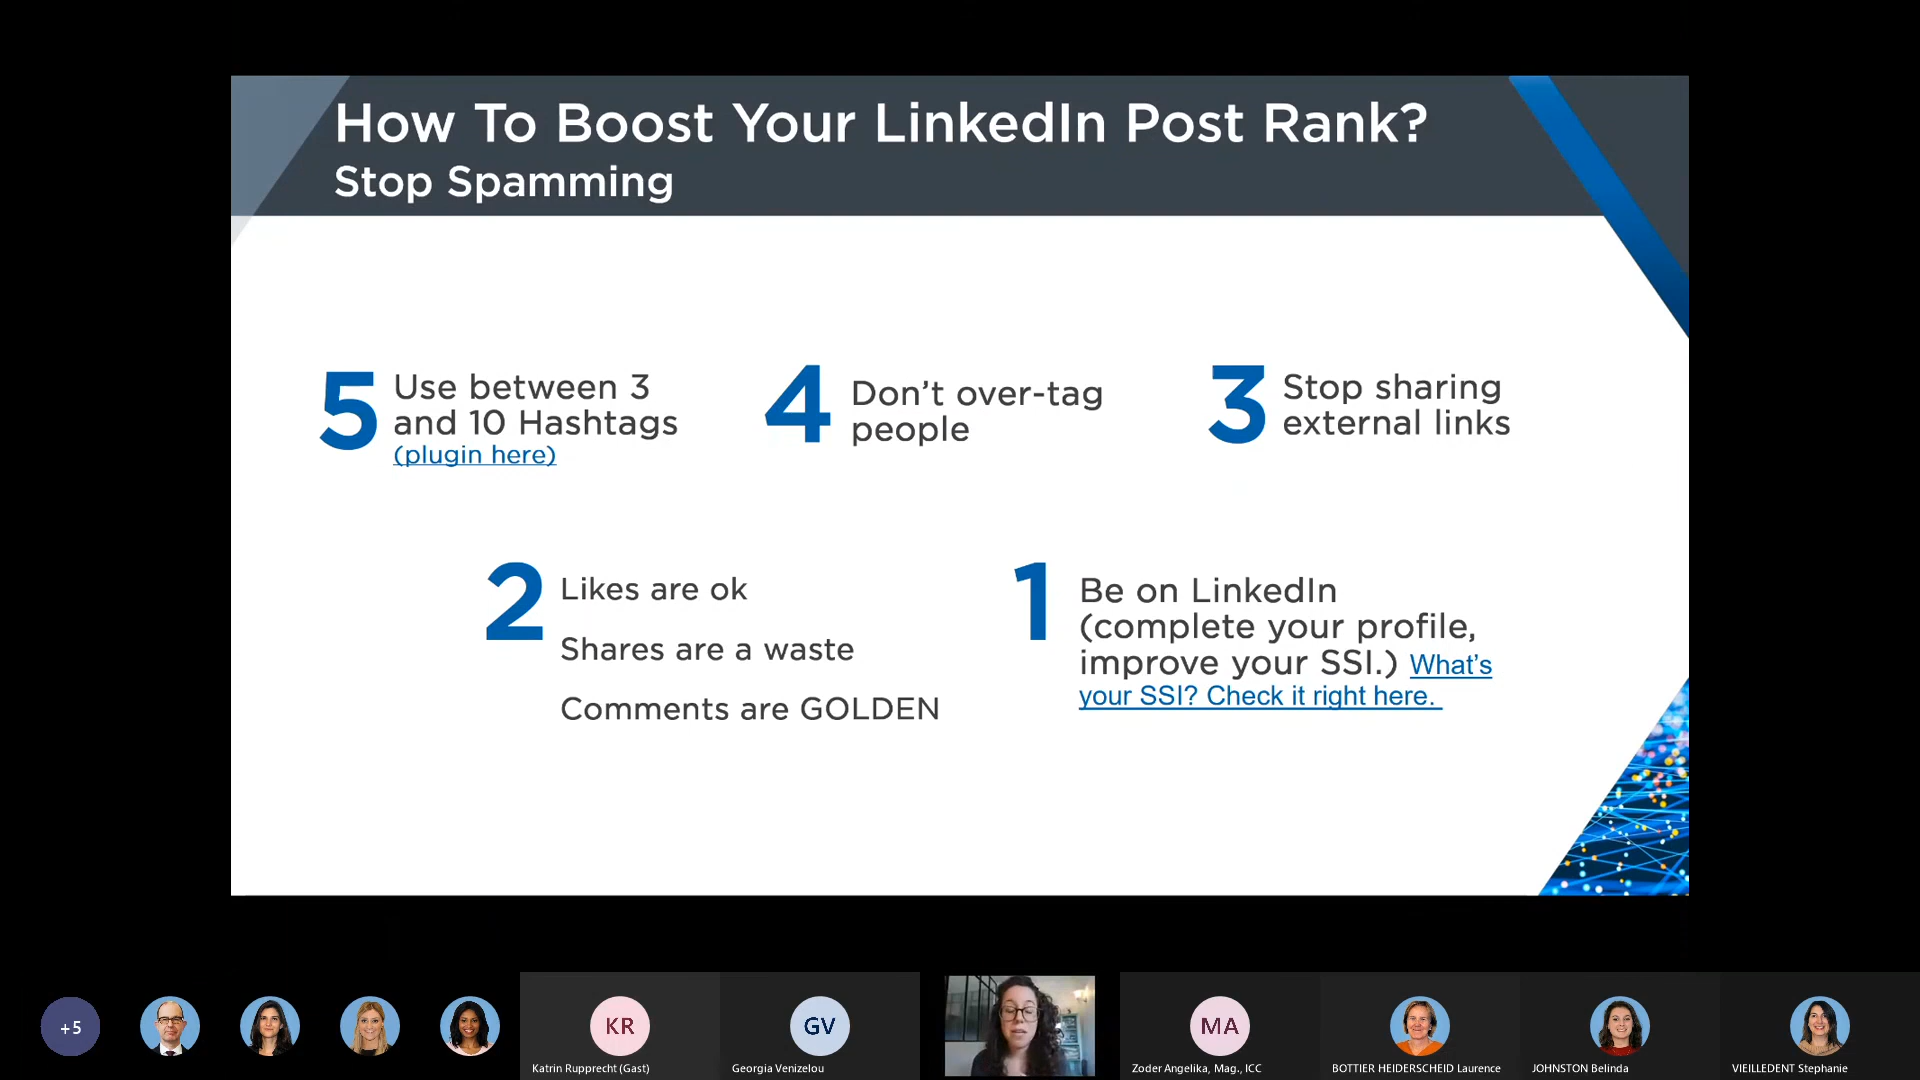 How To Boost Your LinkedIn Post Rank?
Stop Spamming
5
Use between 3
and 10 Hashtags
(plugin here)
4
Don't over-tag
people
3
Stop sharing
external links
2
Likes are ok
Shares are a waste
Comments are GOLDEN
1
Be on LinkedIn
(complete your profile,
improve your SSI.) What's
your SSI? Check it right here.
+5
KR
Katrin Rupprecht (Gast)
GV
Georgia Venizelou
MA
Zoder Angelika, Mag., ICC
BOTTIER HEIDERSCHEID Laurence
JOHNSTON Belinda
VIEILLEDENT Stephanie